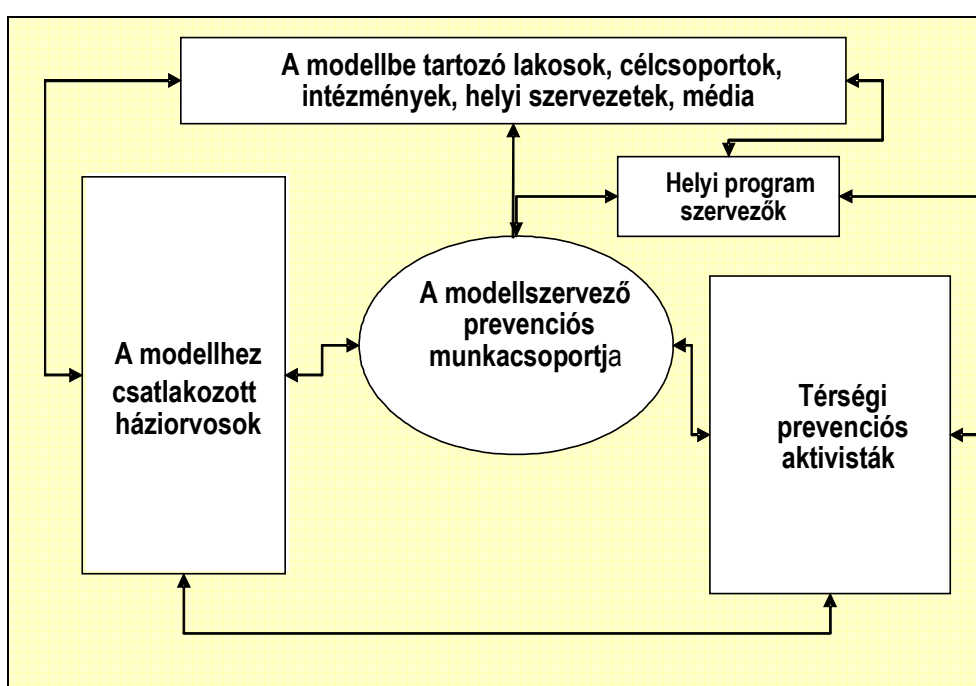 A modellbe tartozó lakosok, célcsoportok,
intézmények, helyi szervezetek, média
Helyi program
szervezők
A modellszervező
prevenciós
munkacsoportja
A modellhez
csatlakozott
háziorvosok
Térségi
prevenciós
aktivisták